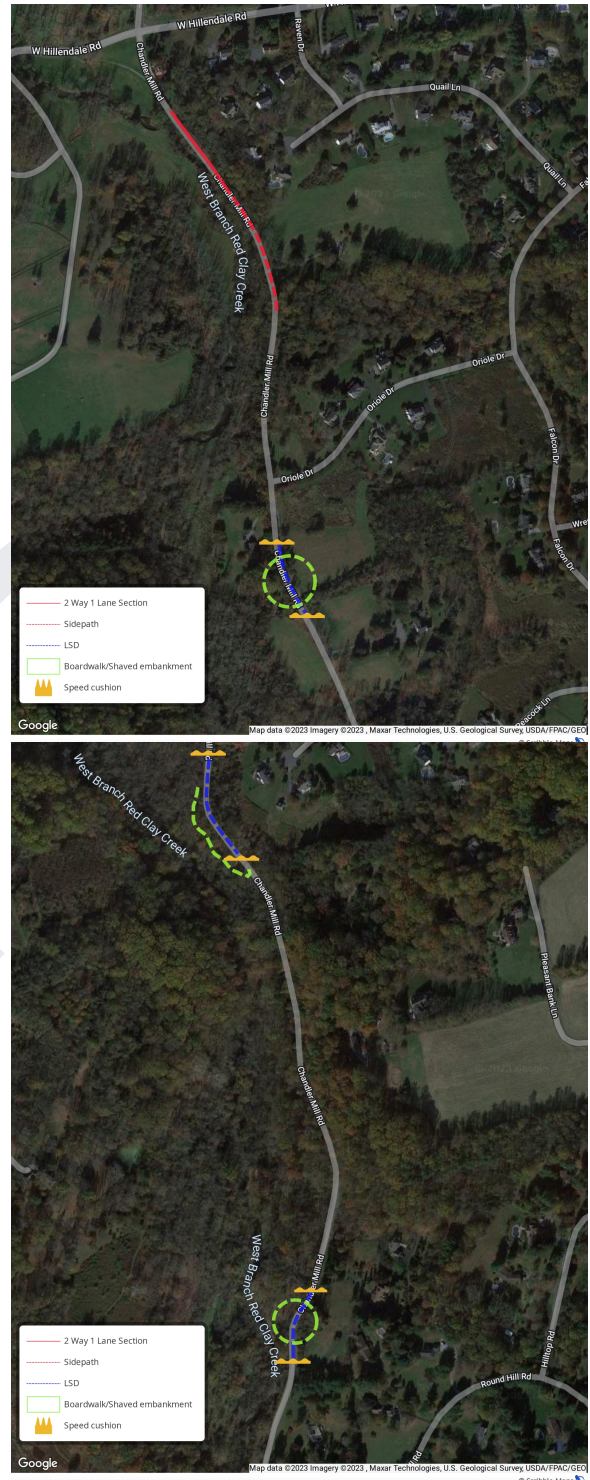 W Hillendale Rd
W Hillendale Rd
Chandler Mill Rd
Raven Dr
Quail Ln
Quail Ln
Chandler Mill Rd
West Branch Red Clay Creek
Chandler Mill Rd
Oriole Dr
Oriole Dr
Oriole Dr
Falcon Dr
Falcon Dr
Chandler Mill Rd
Peacock Ln
2 Way 1 Lane Section
Sidepath
LSD
Boardwalk/Shaved embankment
Speed cushion
Google
Map data ©2023 Imagery ©2023 , Maxar Technologies, U.S. Geological Survey, USDA/FPAC/GEO
West Branch Red Clay Creek
Chandler Mill Rd
Pleasant Bank Ln
Chandler Mill Rd
Chandler Mill Rd
West Branch Red Clay Creek
Hilltop Rd
Round Hill Rd
Rd
2 Way 1 Lane Section
Sidepath
LSD
Boardwalk/Shaved embankment
Speed cushion
Google
Map data ©2023 Imagery ©2023 , Maxar Technologies, U.S. Geological Survey, USDA/FPAC/GEO